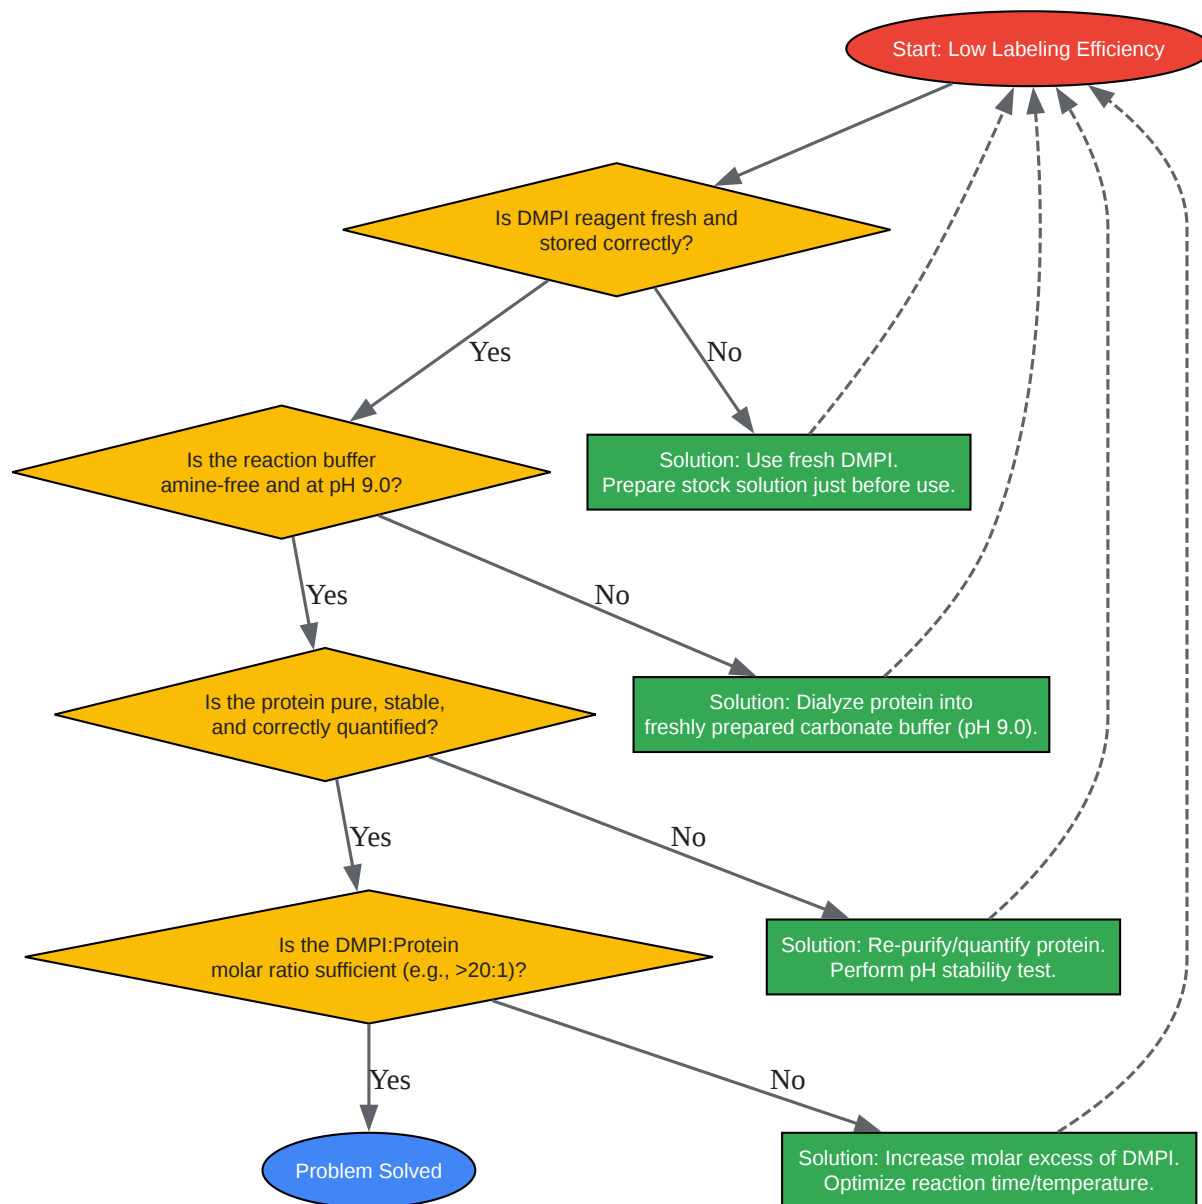 Start: Low Labeling Efficiency
Is DMPI reagent fresh and
stored correctly?
Yes
No
Is the reaction buffer
amine-free and at pH 9.0?
Solution: Use fresh DMPI.
Prepare stock solution just before use.
Yes
No
Is the protein pure, stable,
and correctly quantified?
Solution: Dialyze protein into
freshly prepared carbonate buffer (pH 9.0).
Yes
No
Is the DMPI:Protein
molar ratio sufficient (e.g., >20:1)?
Solution: Re-purify/quantify protein.
Perform pH stability test.
Yes
No
Problem Solved
Solution: Increase molar excess of DMPI.
Optimize reaction time/temperature.